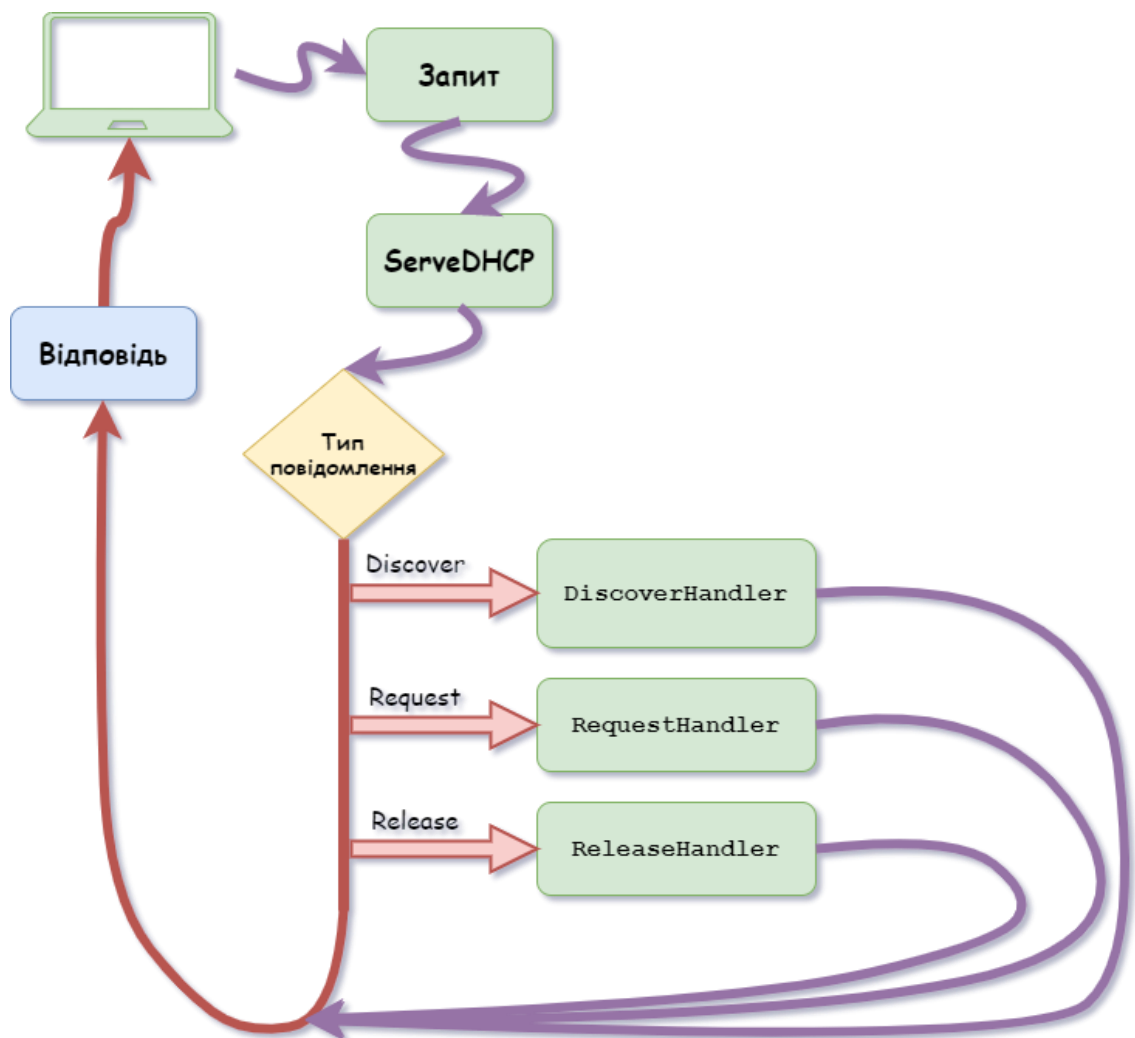 Запит
ServeDHCP
Відповідь
Тип
повідомлення
Discover
DiscoverHandler
Request
RequestHandler
Release
ReleaseHandler